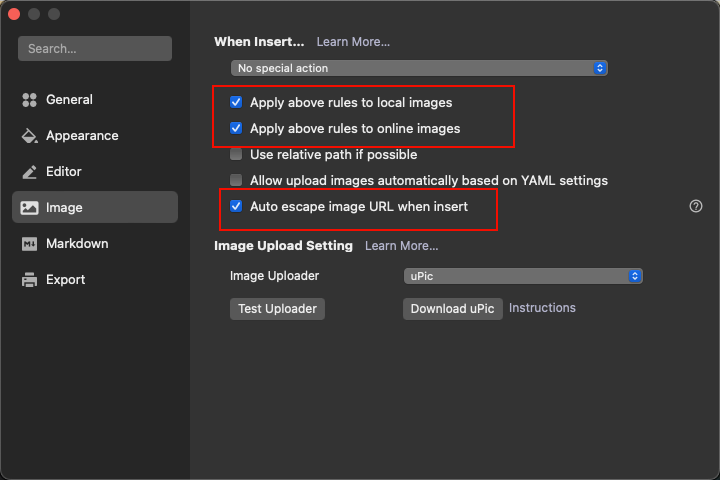 Search...
General
Appearance
Editor
Image
Markdown
Export
When Insert... Learn More...
No special action
Apply above rules to local images
Apply above rules to online images
Use relative path if possible
Allow upload images automatically based on YAML settings
Auto escape image URL when insert
?
Image Upload Setting Learn More...
Image Uploader uPic
Test Uploader Download uPic Instructions